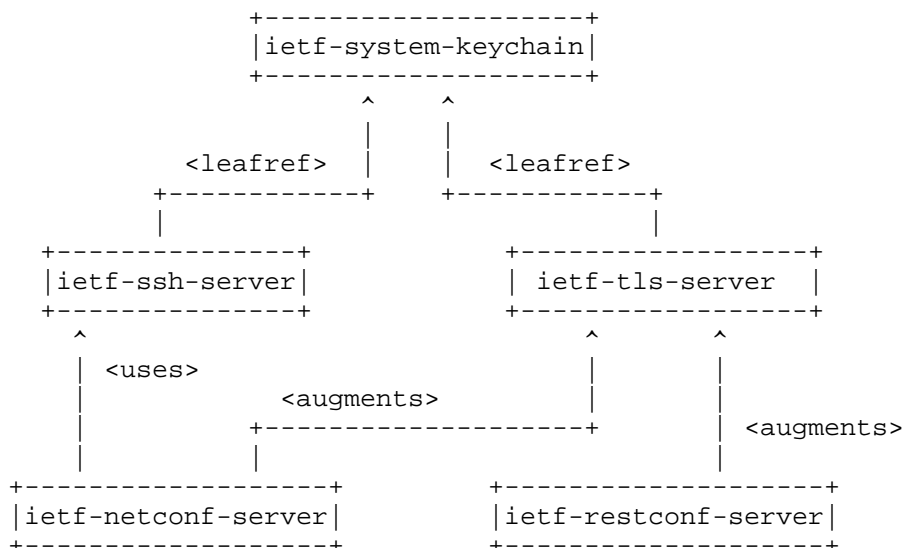 ietf-system-keychain
<leafref> <leafref>
ietf-ssh-server ietf-tls-server
<uses>
<augments>
<augments>
ietf-netconf-server ietf-restconf-server